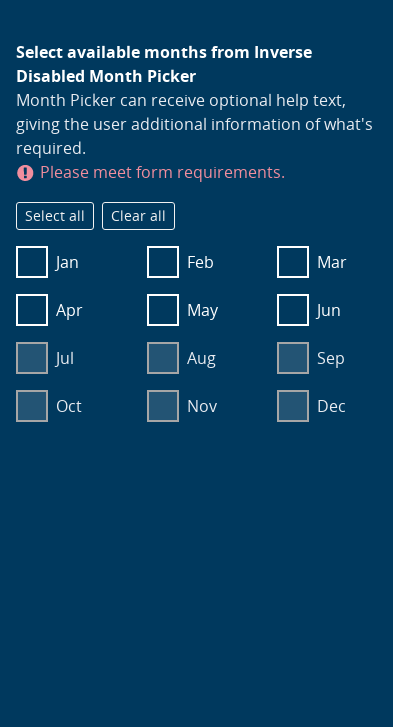 Select available months from Inverse
Disabled Month Picker
Month Picker can receive optional help text,
giving the user additional information of what's
required.
Please meet form requirements.
Select all Clear all
Jan Feb Mar
Apr May Jun
Jul Aug Sep
Oct Nov Dec